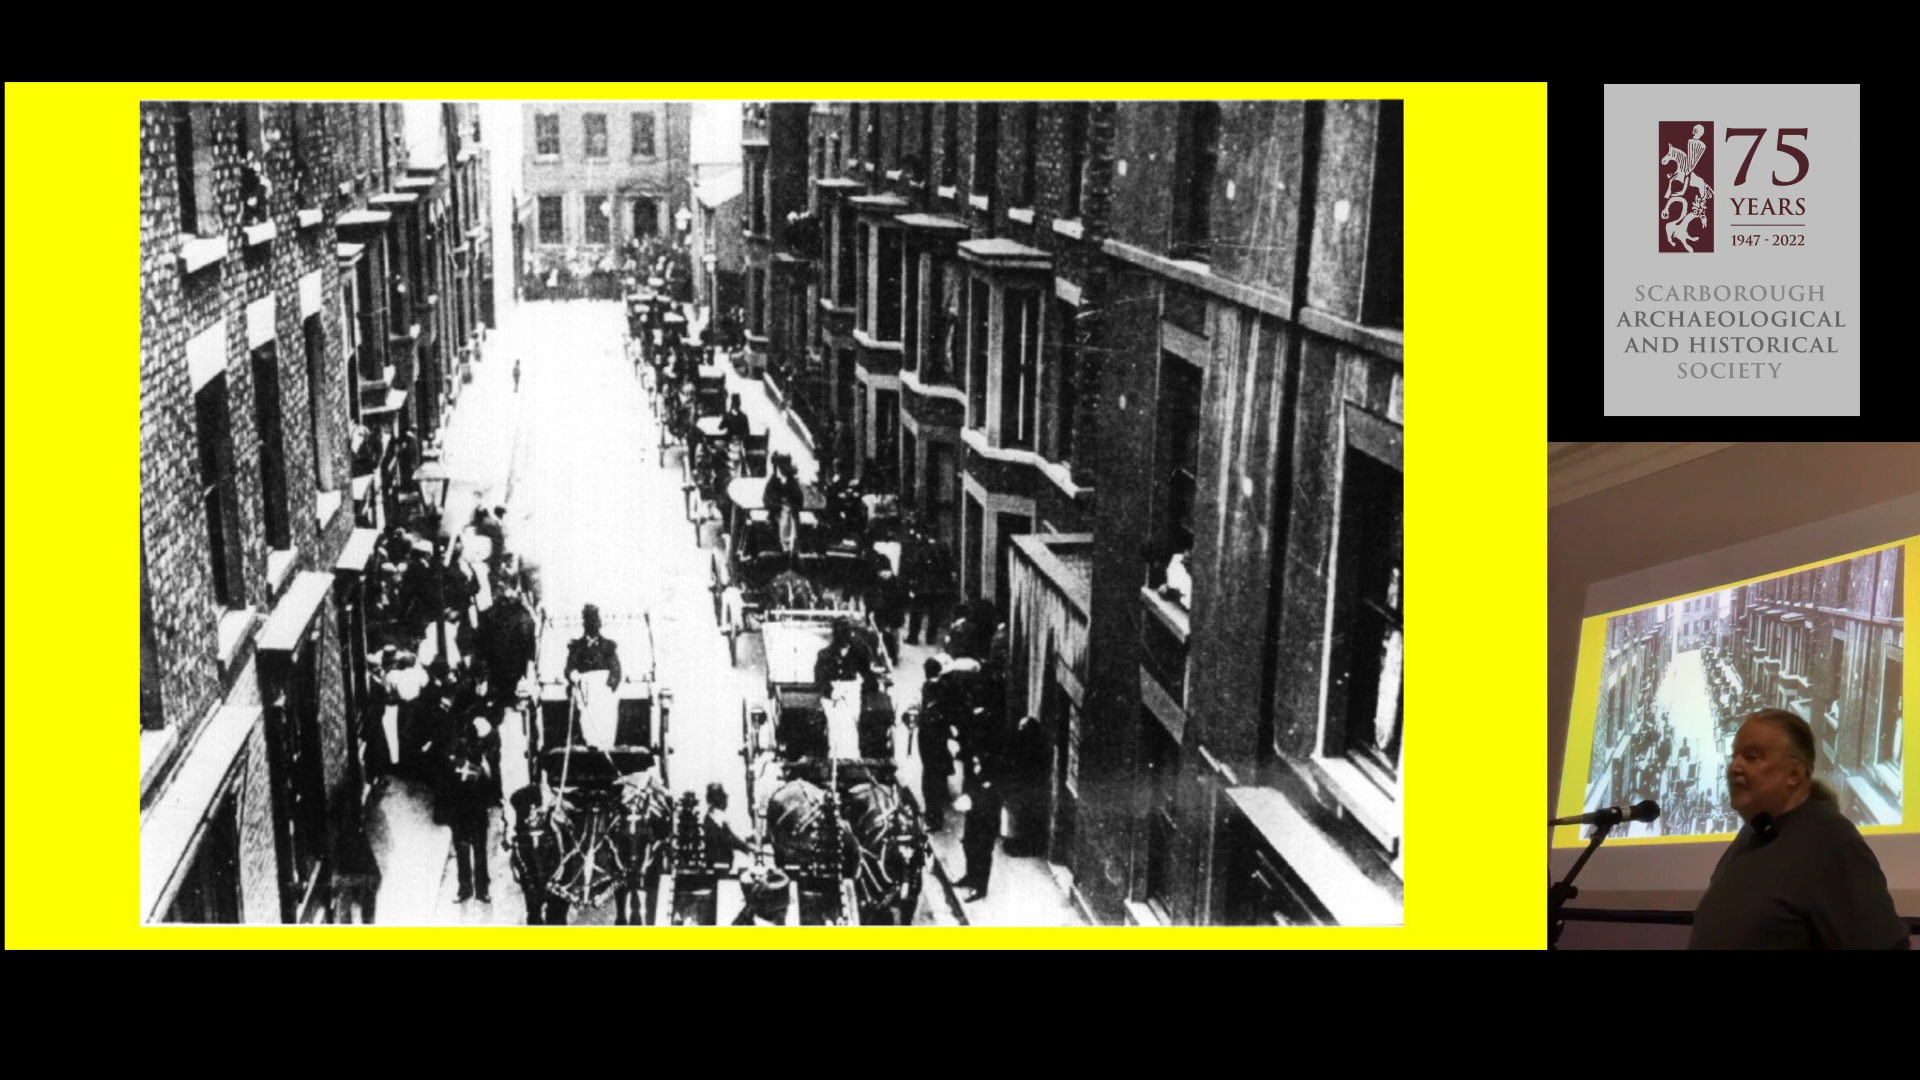 75
YEARS
1947 - 2022
SCARBOROUGH
ARCHAEOLOGICAL
AND HISTORICAL
SOCIETY